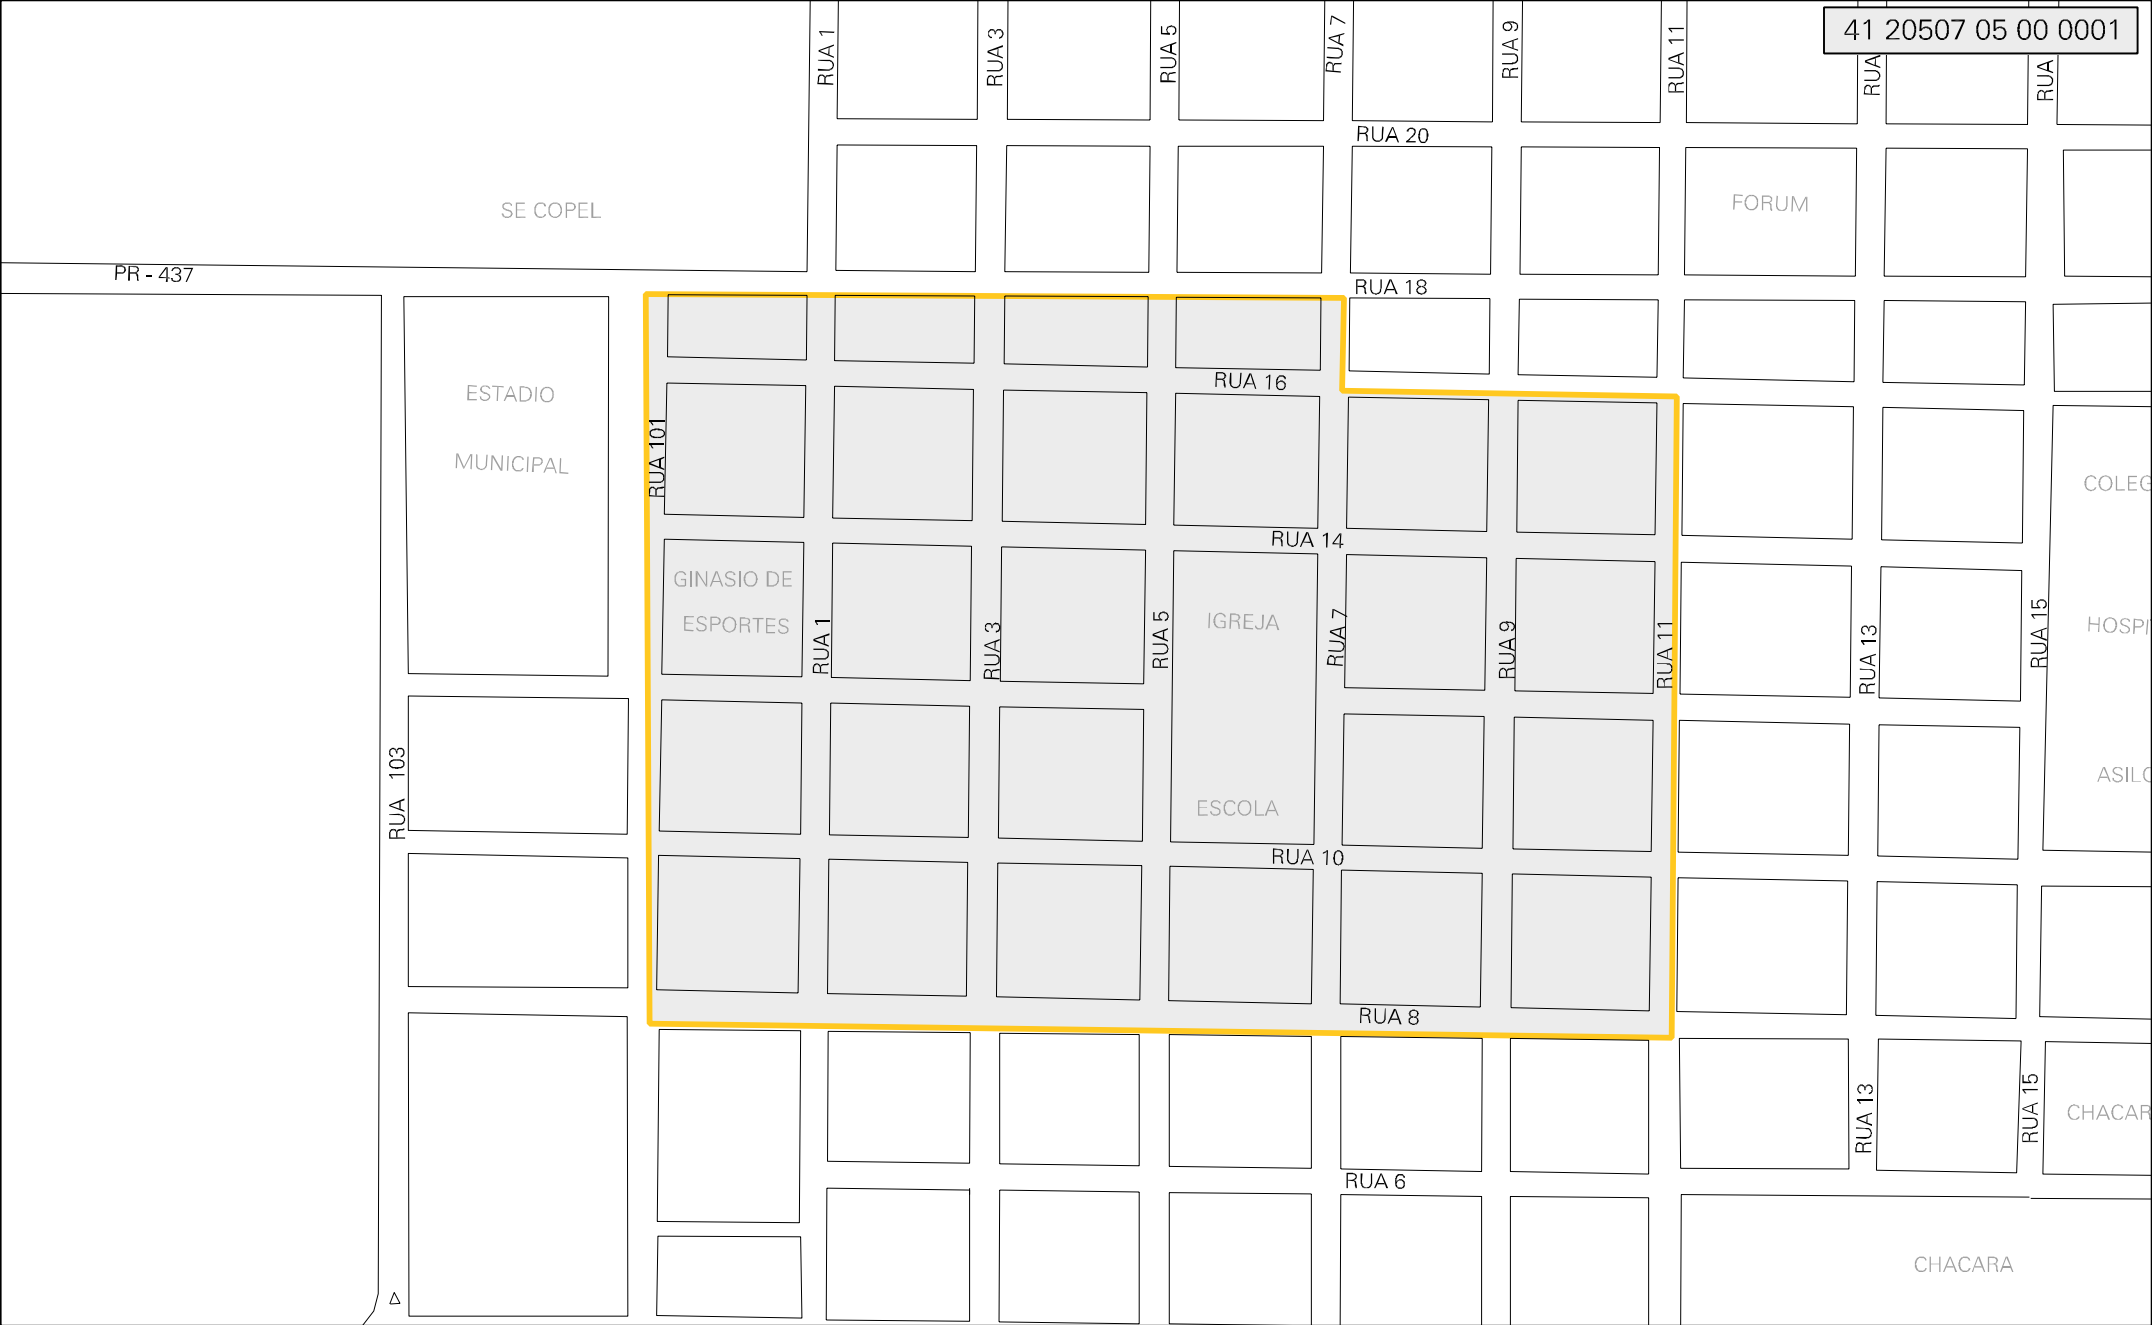 41 20507 05 00 0001
RUA 1
RUA 3
RUA 5
RUA 7
RUA 9
RUA 11
RUA
RUA
RUA 20
SE COPEL
FORUM
PR - 437
RUA 18
RUA 16
ESTADIO
MUNICIPAL
RUA 101
COLEG
RUA 14
GINASIO DE
ESPORTES
IGREJA
HOSPI
RUA 1
RUA 3
RUA 5
RUA 7
RUA 9
RUA 11
RUA 13
RUA 15
RUA 103
ESCOLA
ASILO
RUA 10
RUA 8
RUA 13
RUA 15
CHACAR
RUA 6
CHACARA